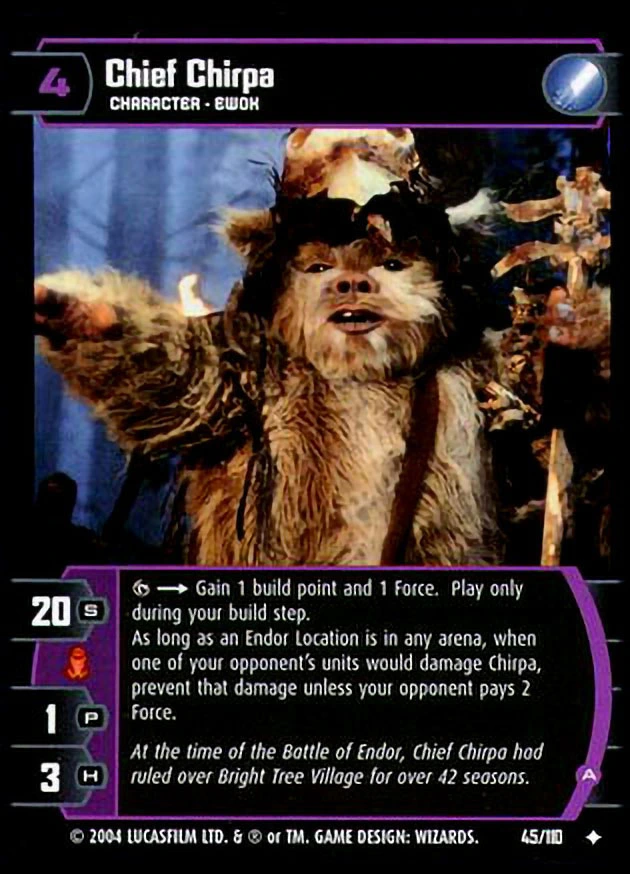 4
Chief Chirpa
CHARACTER - EWOK
Gain 1 build point and 1 Force. Play only
during your build step.
As long as an Endor Location is in any arena, when
one of your opponent's units would damage Chirpa,
prevent that damage unless your opponent pays 2
Force.
At the time of the Battle of Endor, Chief Chirpa had
ruled over Bright Tree Village for over 42 seasons.
20 S
1 P
3 H
A
© 2004 LUCASFILM LTD. & ® or TM. GAME DESIGN: WIZARDS. 45/110